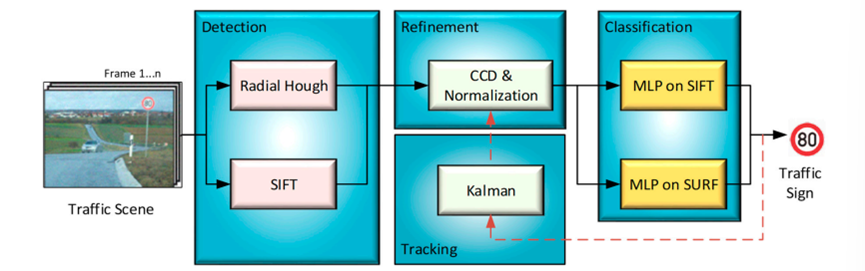 Detection
Refinement
Classification
Frame 1...n
Radial Hough
CCD &
Normalization
MLP on SIFT
80
Traffic
Sign
SIFT
Kalman
MLP on SURF
Traffic Scene
Tracking